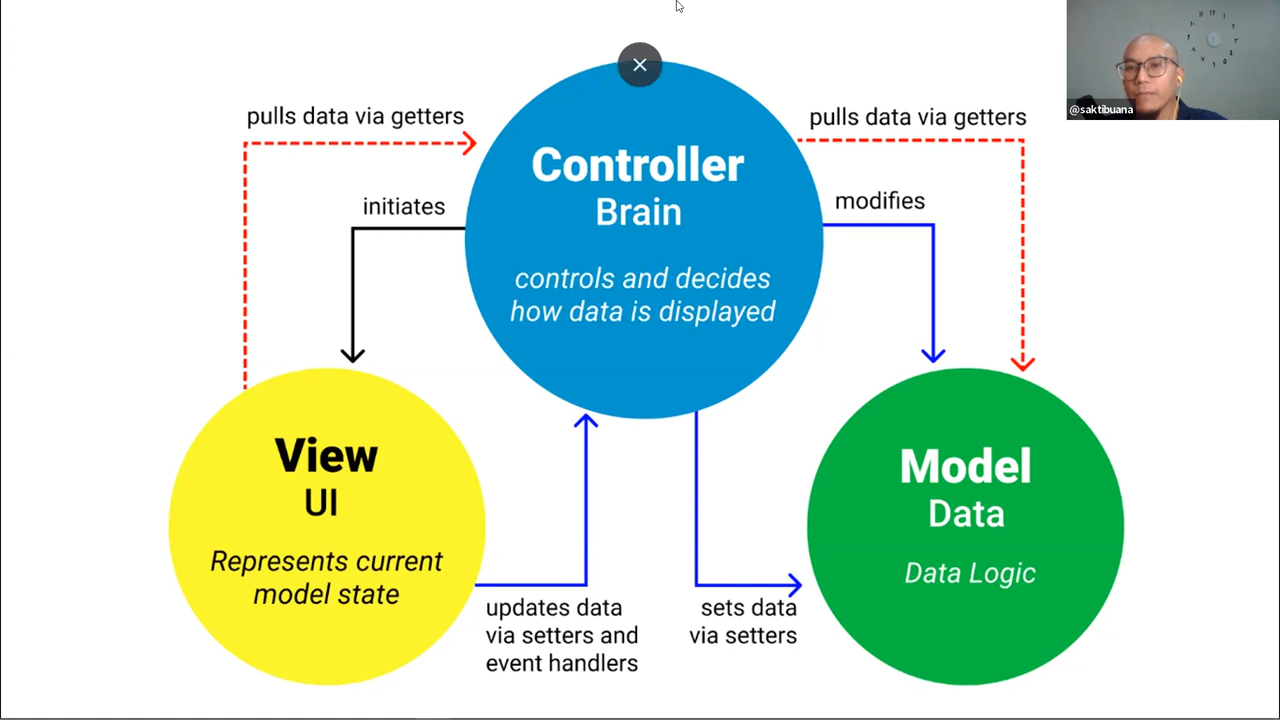 @saktibuana
pulls data via getters
pulls data via getters
Controller
Brain
controls and decides
how data is displayed
initiates
modifies
View
UI
Represents current
model state
Model
Data
Data Logic
updates data
via setters and
event handlers
sets data
via setters